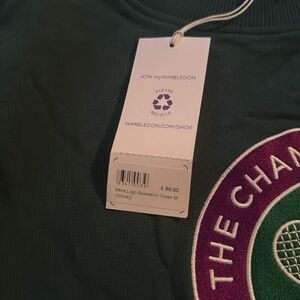 JOIN myWIMBLEDON
PLEASE
RECYCLE
WIMBLEDON.COM/SHOP
Mens Logo Sweatshirt Green M
£ 89.00
THE CHAM